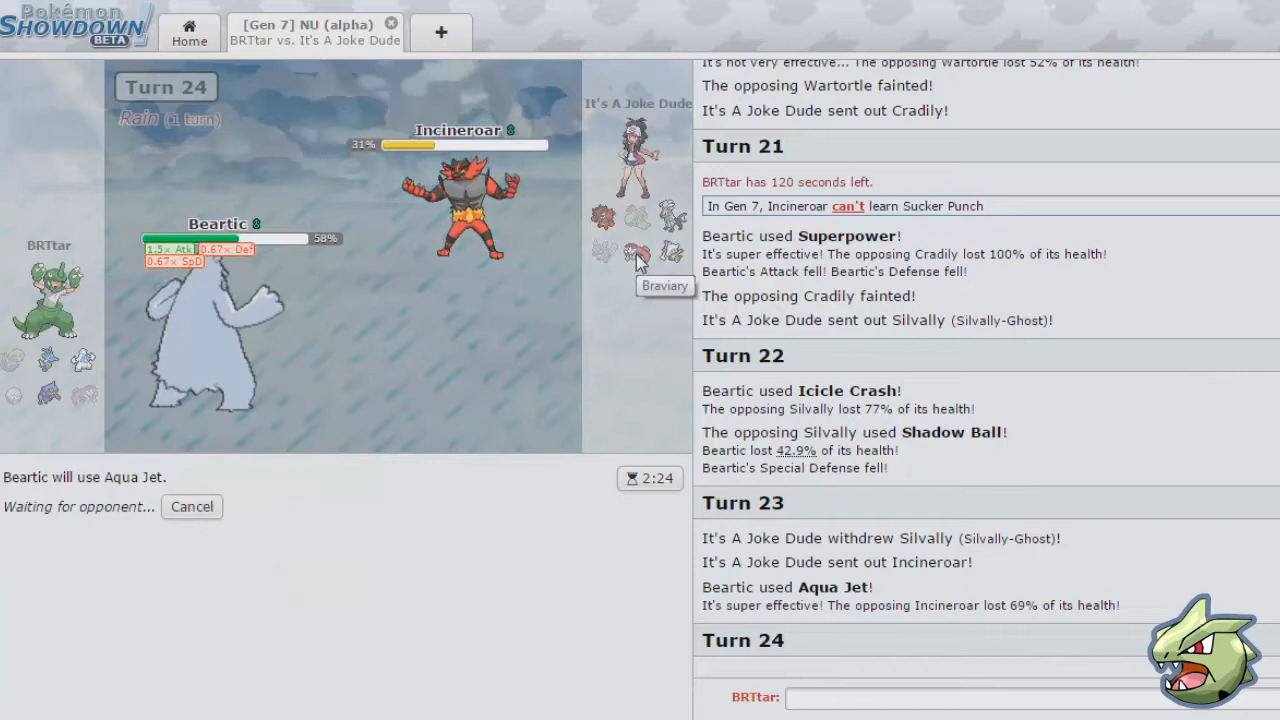 Pokémon
Showdown!
BETA
Home
[Gen 7] NU (alpha)
BRTtar vs. It's A Joke Dude
+
Turn 24
Rain (1 turn)
Incineroar
31%
Beartic
58%
1.5× Atk 0.67× Def
0.67× SpD
BRTtar
It's A Joke Dude
Braviary
Beartic will use Aqua Jet.
Waiting for opponent... Cancel
2:24
It's not very effective... The opposing Wartortle lost 52% of its health!
The opposing Wartortle fainted!
It's A Joke Dude sent out Cradily!
Turn 21
BRTtar has 120 seconds left.
In Gen 7, Incineroar can't learn Sucker Punch
Beartic used Superpower!
It's super effective! The opposing Cradily lost 100% of its health!
Beartic's Attack fell! Beartic's Defense fell!
The opposing Cradily fainted!
It's A Joke Dude sent out Silvally (Silvally-Ghost)!
Turn 22
Beartic used Icicle Crash!
The opposing Silvally lost 77% of its health!
The opposing Silvally used Shadow Ball!
Beartic lost 42.9% of its health!
Beartic's Special Defense fell!
Turn 23
It's A Joke Dude withdrew Silvally (Silvally-Ghost)!
It's A Joke Dude sent out Incineroar!
Beartic used Aqua Jet!
It's super effective! The opposing Incineroar lost 69% of its health!
Turn 24
BRTtar: